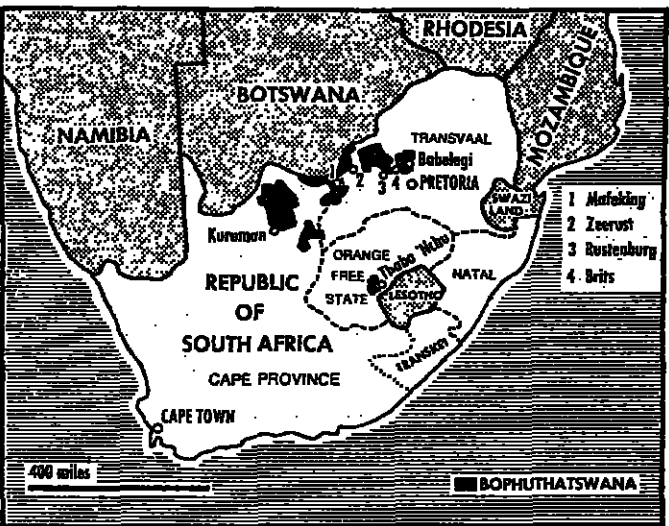 RHODESIA
MOZAMBIQUE
BOTSWANA
NAMIBIA
TRANSVAAL
Babelegi
1
2
3
4
PRETORIA
SWAZI
LAND
1 Mafeking
2 Zeerust
3 Rustenburg
4 Brits
Kuruman
ORANGE
FREE
STATE
Thaba 'Nchu
NATAL
LESOTHO
REPUBLIC
OF
SOUTH AFRICA
TRANSKEI
CAPE PROVINCE
CAPE TOWN
400 miles
BOPHUTHATSWANA